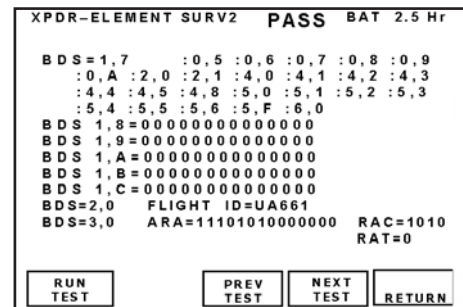 XPDR–ELEMENT SURV2 PASS BAT 2.5 Hr
BDS=1,7 :0,5 :0,6 :0,7 :0,8 :0,9
:0,A :2,0 :2,1 :4,0 :4,1 :4,2 :4,3
:4,4 :4,5 :4,8 :5,0 :5,1 :5,2 :5,3
:5,4 :5,5 :5,6 :5,F :6,0
BDS 1,8=00000000000000
BDS 1,9=00000000000000
BDS 1,A=00000000000000
BDS 1,B=00000000000000
BDS 1,C=00000000000000
BDS=2,0 FLIGHT ID=UA661
BDS=3,0 ARA=11101010000000 RAC=1010
RAT=0
RUN TEST PREV TEST NEXT TEST RETURN